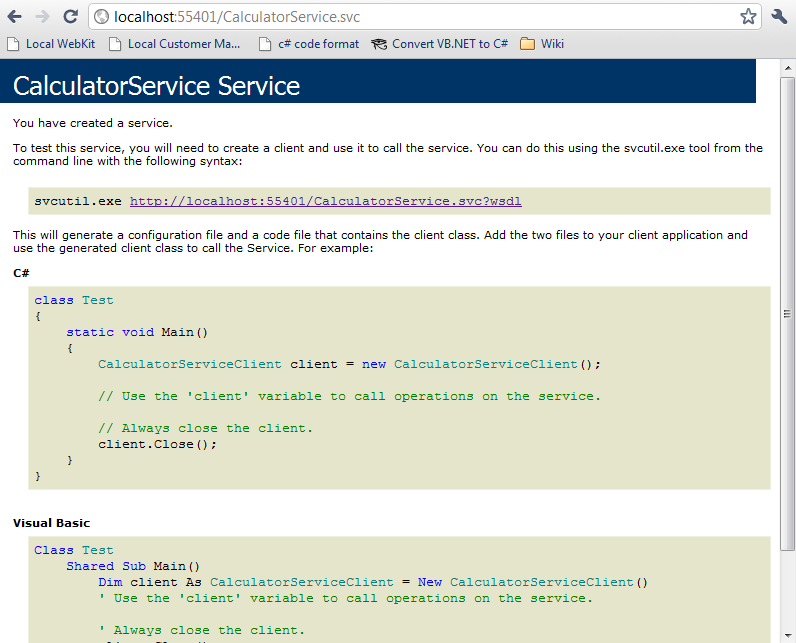 localhost:55401/CalculatorService.svc
Local WebKit Local Customer Ma... c# code format Convert VB.NET to C# Wiki
CalculatorService Service
You have created a service.
To test this service, you will need to create a client and use it to call the service. You can do this using the svcutil.exe tool from the
command line with the following syntax:
svcutil.exe http://localhost:55401/CalculatorService.svc?wsdl
This will generate a configuration file and a code file that contains the client class. Add the two files to your client application and
use the generated client class to call the Service. For example:
C#
class Test
{
    static void Main()
    {
        CalculatorServiceClient client = new CalculatorServiceClient();
        // Use the 'client' variable to call operations on the service.
        // Always close the client.
        client.Close();
    }
}
Visual Basic
Class Test
    Shared Sub Main()
        Dim client As CalculatorServiceClient = New CalculatorServiceClient()
        ' Use the 'client' variable to call operations on the service.
        ' Always close the client.